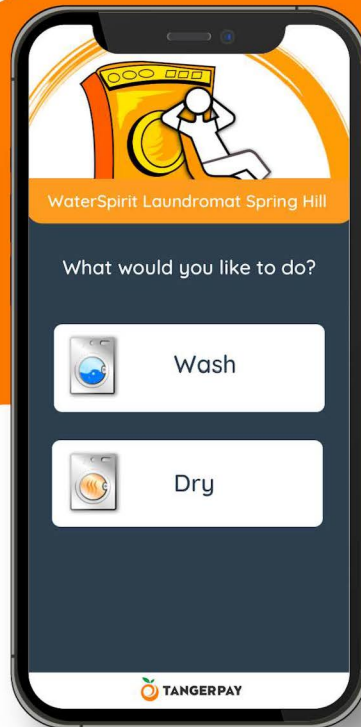 WaterSpirit Laundromat Spring Hill
What would you like to do?
Wash
Dry
TANGERPAY